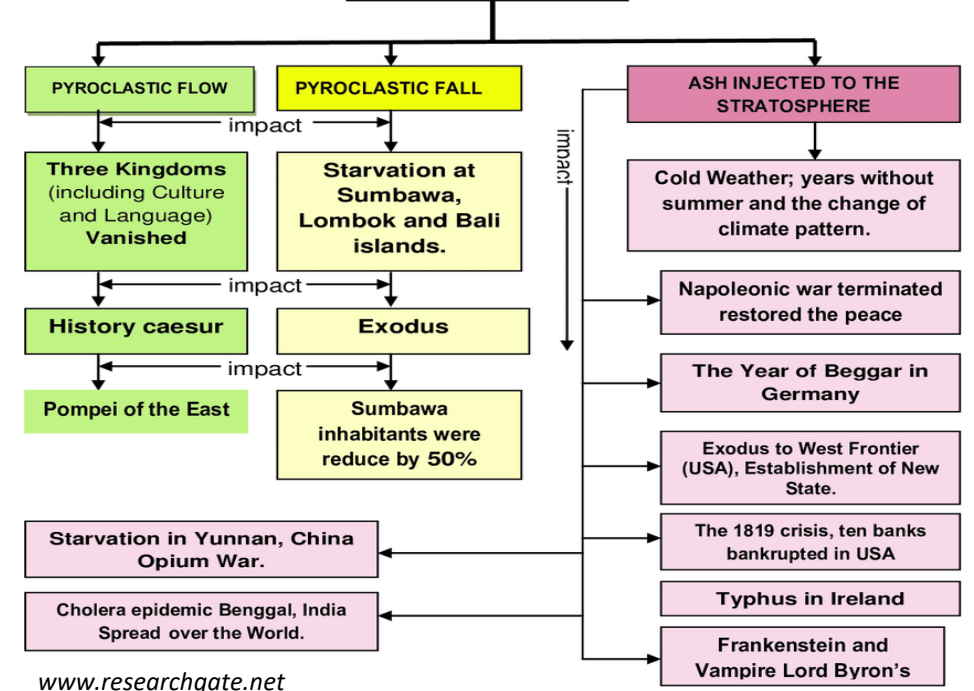 PYROCLASTIC FLOW
PYROCLASTIC FALL
ASH INJECTED TO THE
STRATOSPHERE
impact
impact
Three Kingdoms
(including Culture
and Language)
Vanished
Starvation at
Sumbawa,
Lombok and Bali
islands.
Cold Weather; years without
summer and the change of
climate pattern.
impact
Napoleonic war terminated
restored the peace
History caesur
Exodus
impact
The Year of Beggar in
Germany
Pompei of the East
Sumbawa
inhabitants were
reduce by 50%
Exodus to West Frontier
(USA), Establishment of New
State.
Starvation in Yunnan, China
Opium War.
The 1819 crisis, ten banks
bankrupted in USA
Cholera epidemic Benggal, India
Spread over the World.
Typhus in Ireland
Frankenstein and
Vampire Lord Byron's
www.researchgate.net